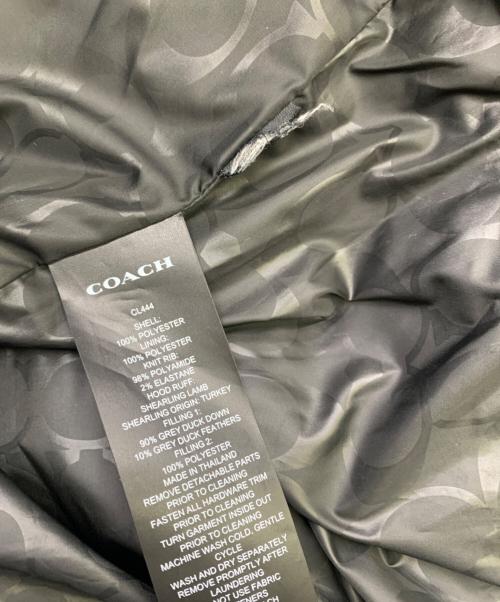 COACH
CL444
SHELL:
100% POLYESTER
LINING:
100% POLYESTER
KNIT RIB:
98% POLYAMIDE
2% ELASTANE
HOOD RUFF:
SHEARLING LAMB
SHEARLING ORIGIN: TURKEY
FILLING 1:
90% GREY DUCK DOWN
10% GREY DUCK FEATHERS
FILLING 2:
100% POLYESTER
MADE IN THAILAND
REMOVE DETACHABLE PARTS
PRIOR TO CLEANING
FASTEN ALL HARDWARE TRIM
PRIOR TO CLEANING
TURN GARMENT INSIDE OUT
PRIOR TO CLEANING
MACHINE WASH COLD, GENTLE
CYCLE
WASH AND DRY SEPARATELY
REMOVE PROMPTLY AFTER
LAUNDERING
NOT USE FABRIC